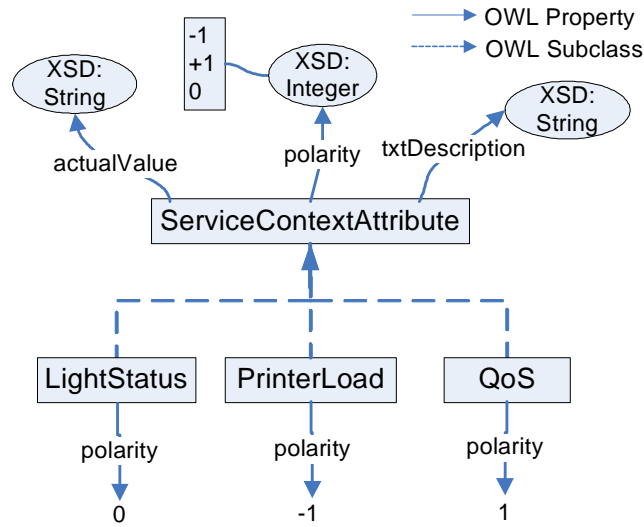 OWL Property
OWL Subclass
-1
+1
0
XSD:
String
XSD:
Integer
XSD:
String
actualValue
polarity
txtDescription
ServiceContextAttribute
LightStatus
PrinterLoad
QoS
polarity
polarity
polarity
0
-1
1